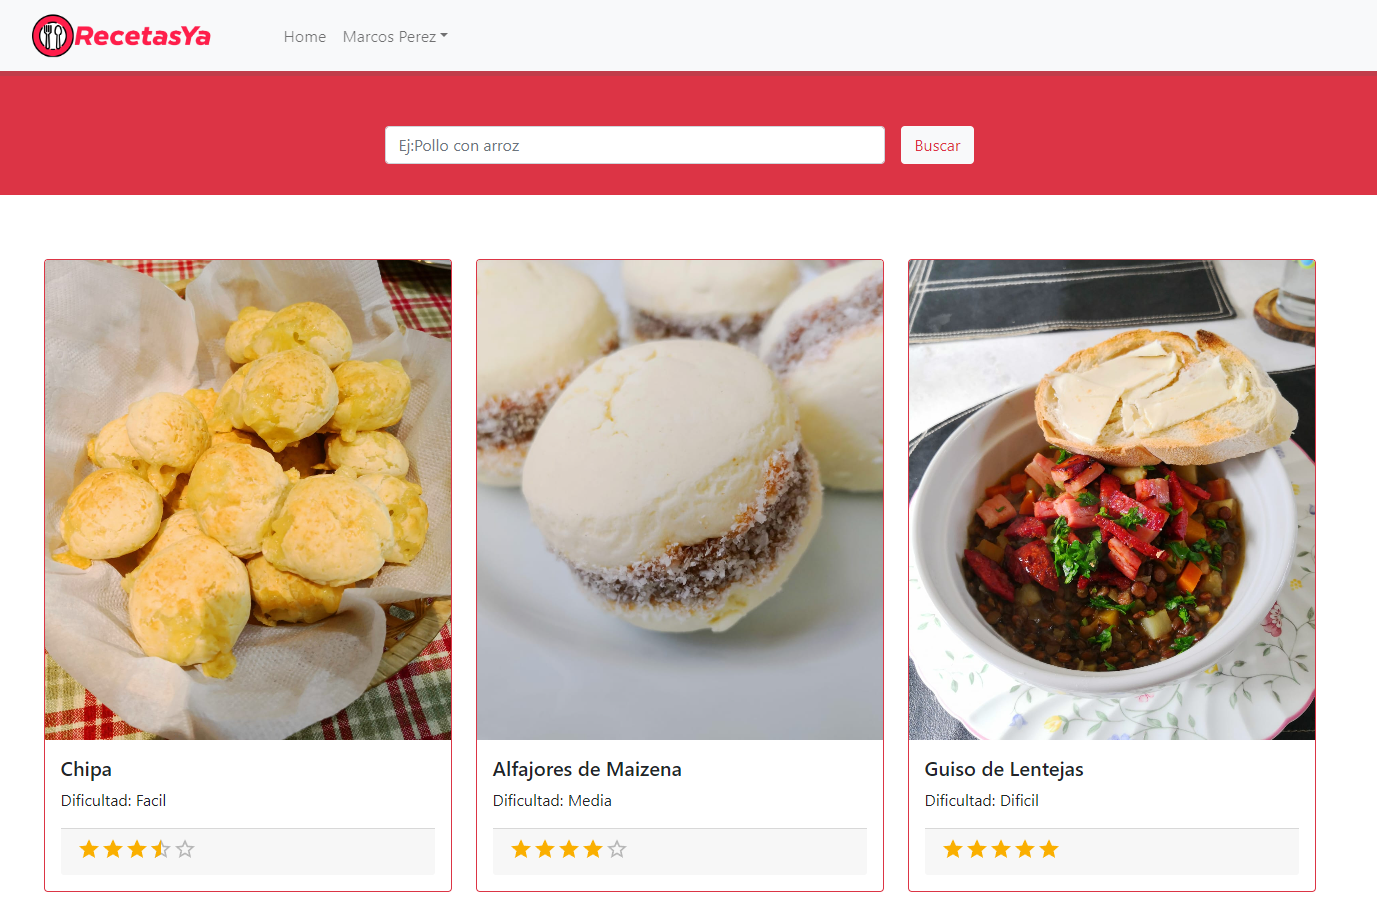 RecetasYa
Home Marcos Perez
Ej:Pollo con arroz Buscar
Chipa
Dificultad: Facil
Alfajores de Maizena
Dificultad: Media
Guiso de Lentejas
Dificultad: Dificil